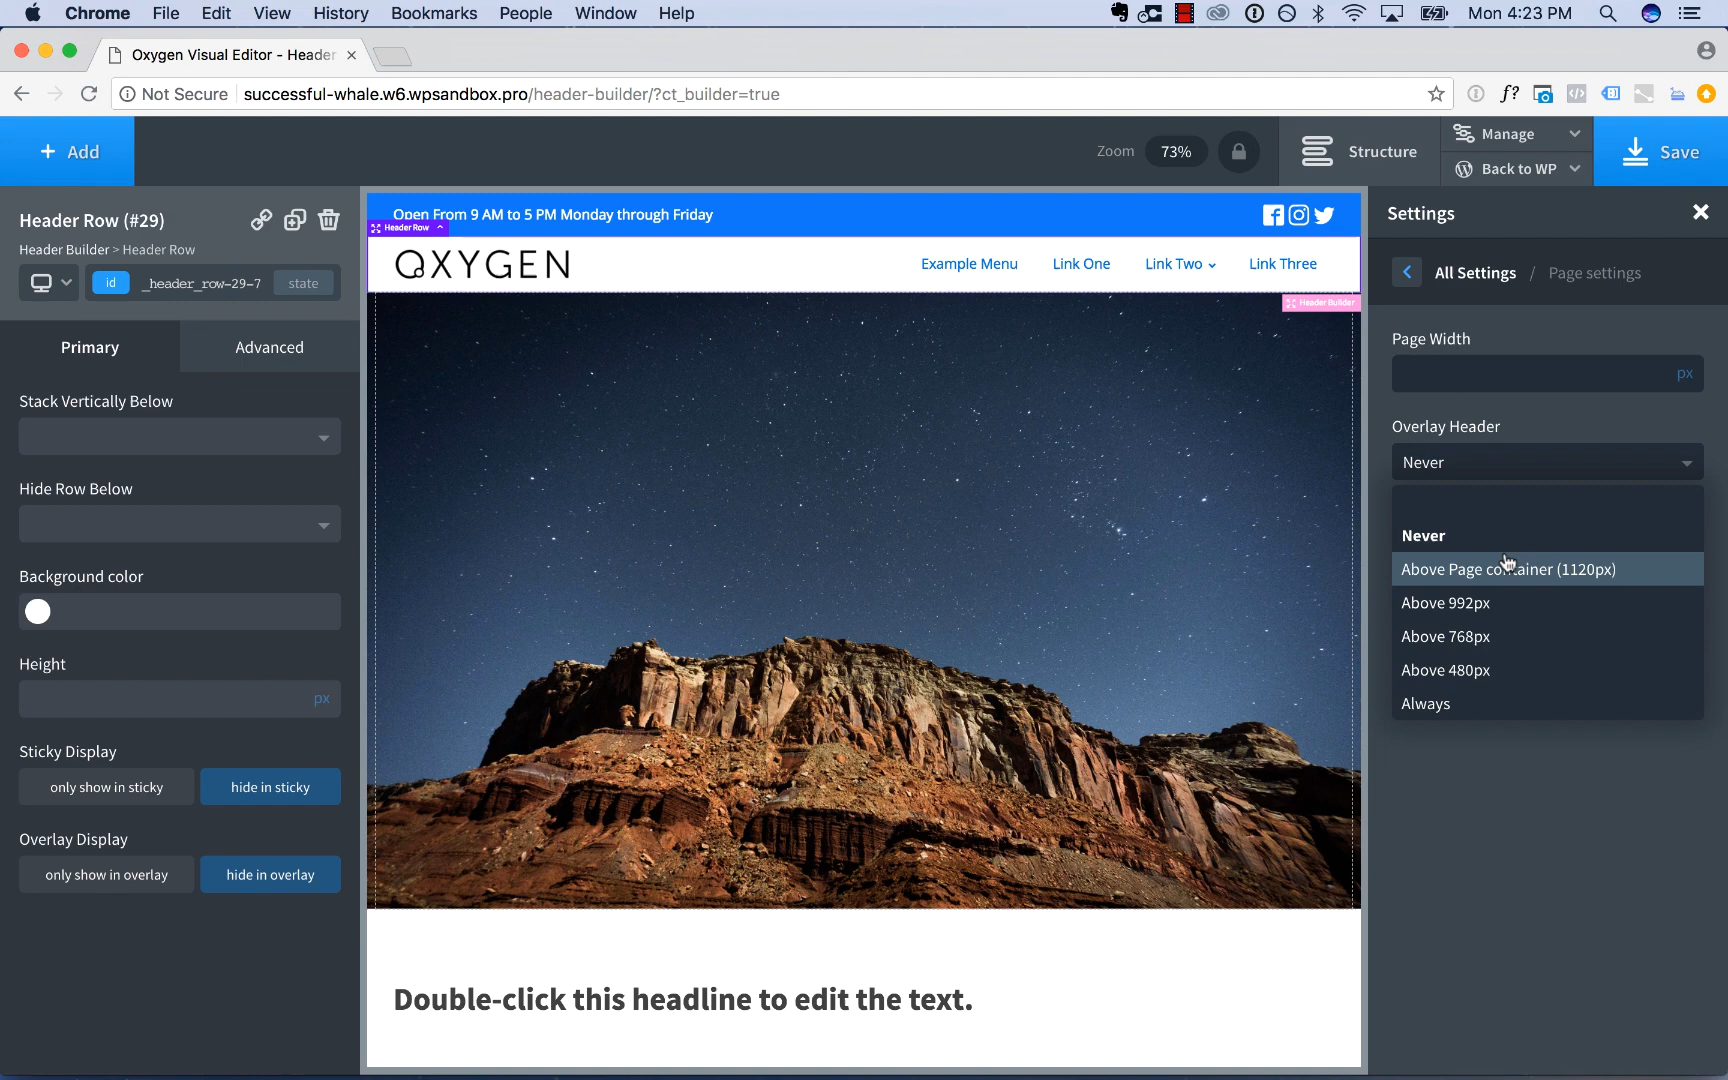 Chrome File Edit View History Bookmarks People Window Help Mon 4:23 PM
Oxygen Visual Editor - Header
Not Secure successful-whale.w6.wpsandbox.pro/header-builder/?ct_builder=true
+ Add
Zoom 73%
Structure
Manage
Back to WP
Save
Header Row (#29)
Header Builder > Header Row
id _header_row-29-7 state
Primary Advanced
Stack Vertically Below
Hide Row Below
Background color
Height
px
Sticky Display
only show in sticky hide in sticky
Overlay Display
only show in overlay hide in overlay
Open From 9 AM to 5 PM Monday through Friday
Header Row
OXYGEN
Example Menu Link One Link Two Link Three
Header Builder
Double-click this headline to edit the text.
Settings
All Settings / Page settings
Page Width
px
Overlay Header
Never
Never
Above Page container (1120px)
Above 992px
Above 768px
Above 480px
Always